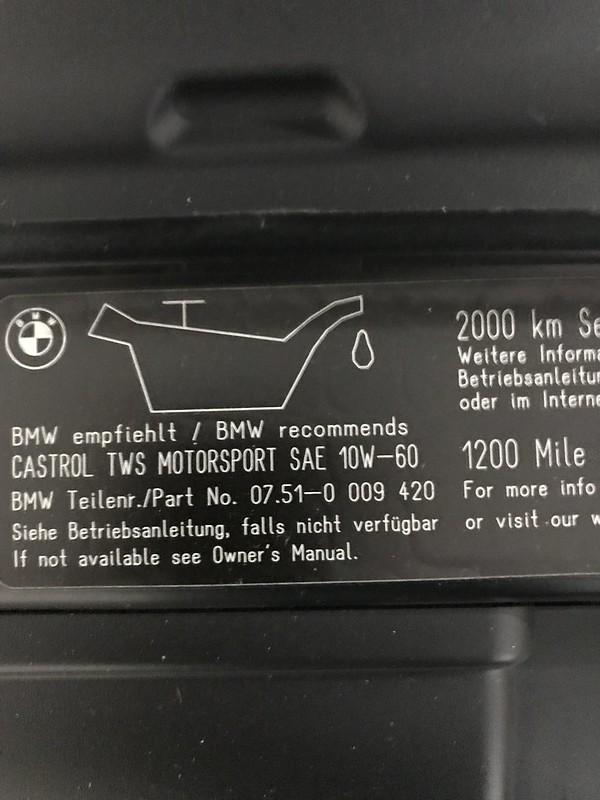 BMW
BMW empfiehlt / BMW recommends
CASTROL TWS MOTORSPORT SAE 10W-60
BMW Teilenr./Part No. 07.51-0 009 420
Siehe Betriebsanleitung, falls nicht verfügbar
If not available see Owner's Manual.
2000 km Se
Weitere Informa
Betriebsanleitun
oder im Interne
1200 Mile
For more info
or visit our w